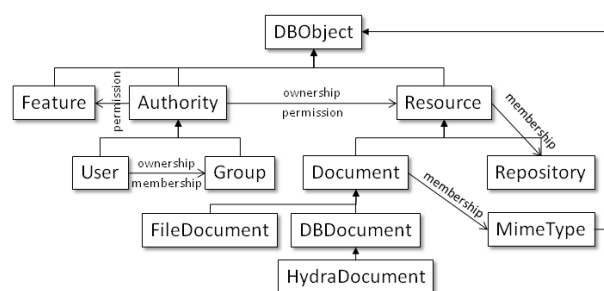 DBObject
Feature
permission
Authority
ownership
permission
Resource
membership
User
ownership
membership
Group
Document
membership
Repository
FileDocument
DBDocument
MimeType
HydraDocument